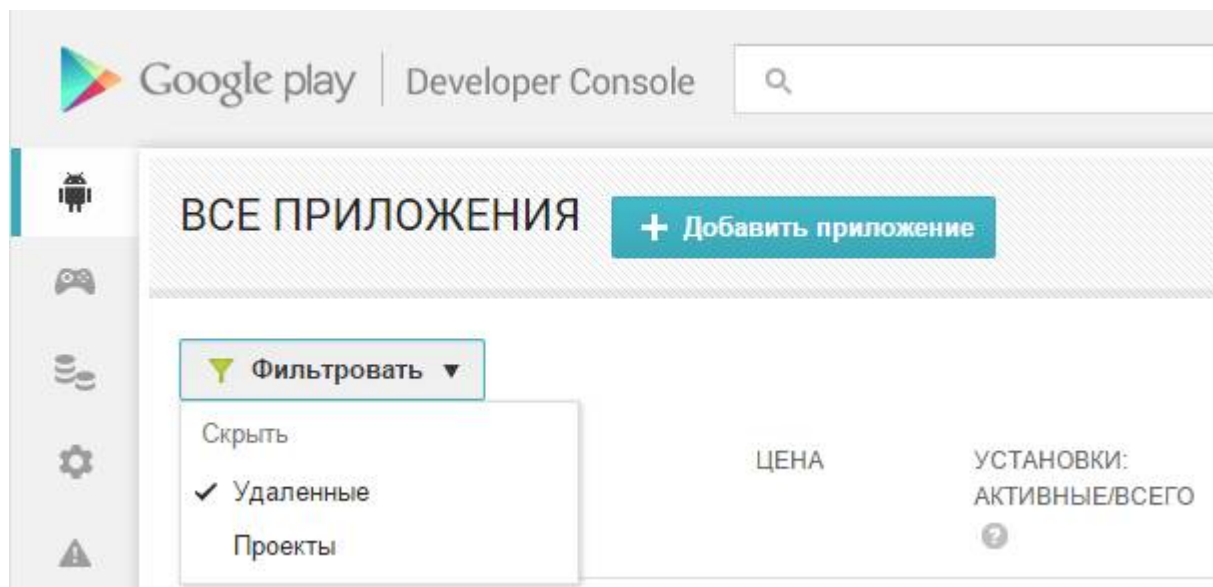 Google play Developer Console
ВСЕ ПРИЛОЖЕНИЯ
+ Добавить приложение
Фильтровать ▼
Скрыть
✓ Удаленные
Проекты
ЦЕНА
УСТАНОВКИ:
АКТИВНЫЕ/ВСЕГО
?